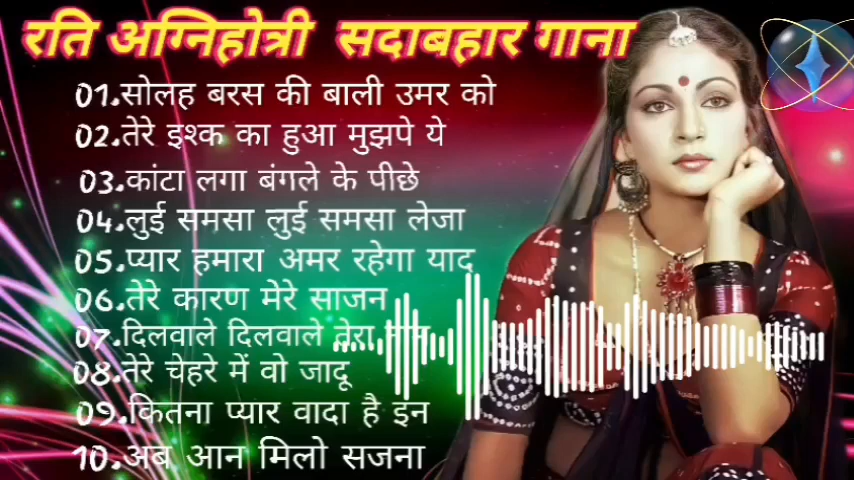 रति अग्निहोत्री सदाबहार गाना
01.सोलह बरस की बाली उमर को
02.तेरे इश्क का हुआ मुझपे ये
03.कांटा लगा बंगले के पीछे
04.लुई समसा लुई समसा लेजा
05.प्यार हमारा अमर रहेगा याद
06.तेरे कारण मेरे साजन
07.दिलवाले दिलवाले तेरा
08.तेरे चेहरे में वो जादू
09.कितना प्यार वादा है इन
10.अब आन मिलो सजना